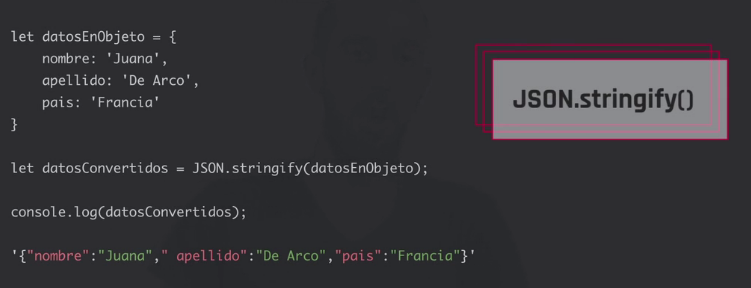 let datosEnObjeto = {
nombre: 'Juana',
apellido: 'De Arco',
pais: 'Francia'
}
JSON.stringify()
let datosConvertidos = JSON.stringify(datosEnObjeto);
console.log(datosConvertidos);
'{"nombre":"Juana"," apellido":"De Arco","pais":"Francia"}'